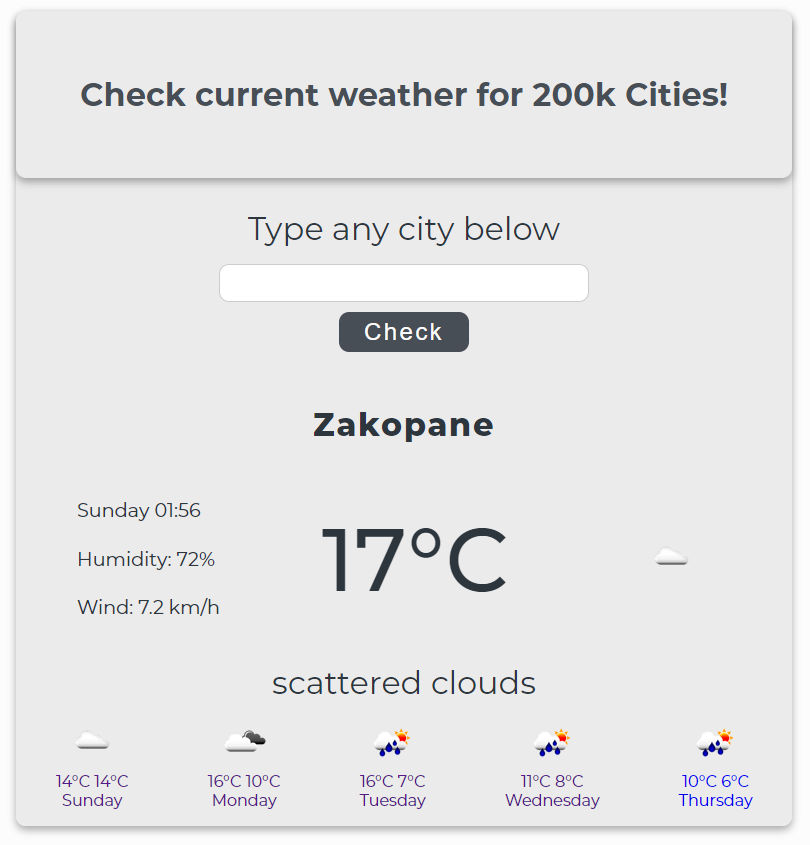 Check current weather for 200k Cities!
Type any city below
Check
Zakopane
Sunday 01:56
Humidity: 72%
Wind: 7.2 km/h
17°C
scattered clouds
14°C 14°C
Sunday
16°C 10°C
Monday
16°C 7°C
Tuesday
11°C 8°C
Wednesday
10°C 6°C
Thursday